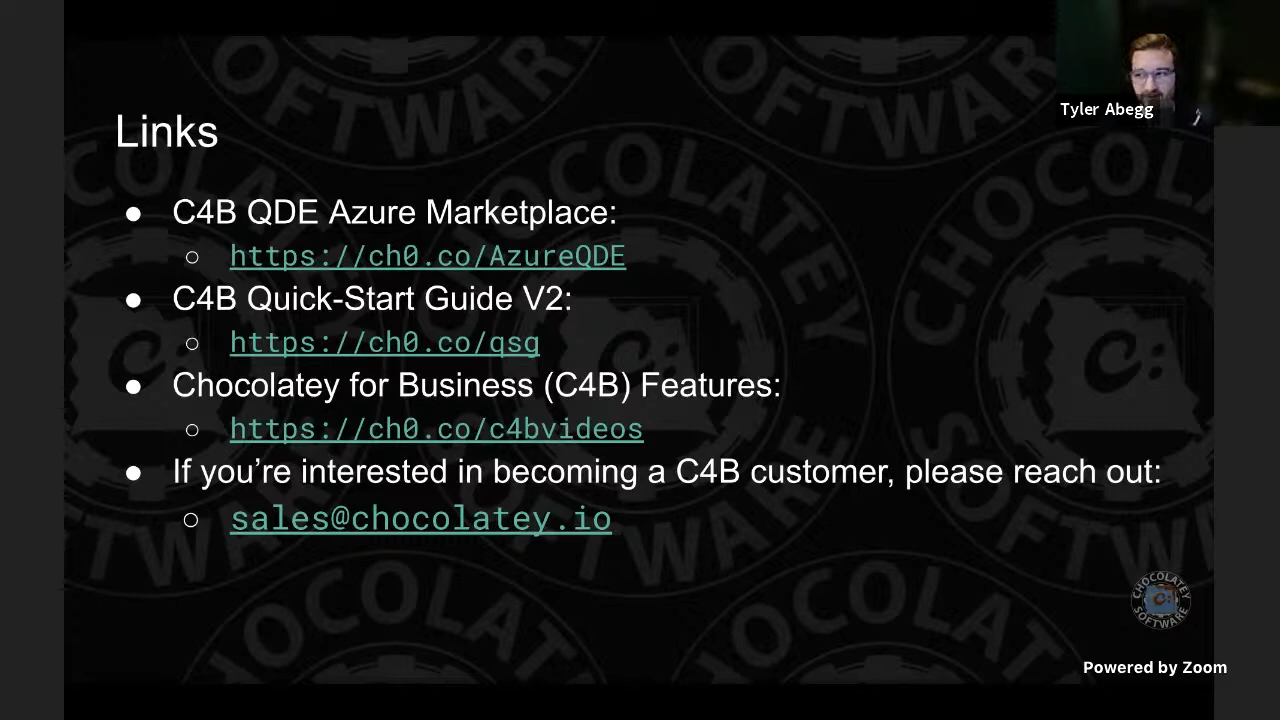 Tyler Abegg
Links
● C4B QDE Azure Marketplace:
○ https://ch0.co/AzureQDE
● C4B Quick-Start Guide V2:
○ https://ch0.co/qsg
● Chocolatey for Business (C4B) Features:
○ https://ch0.co/c4bvideos
● If you’re interested in becoming a C4B customer, please reach out:
○ sales@chocolatey.io
CHOCOLATEY
SOFTWARE
Powered by Zoom